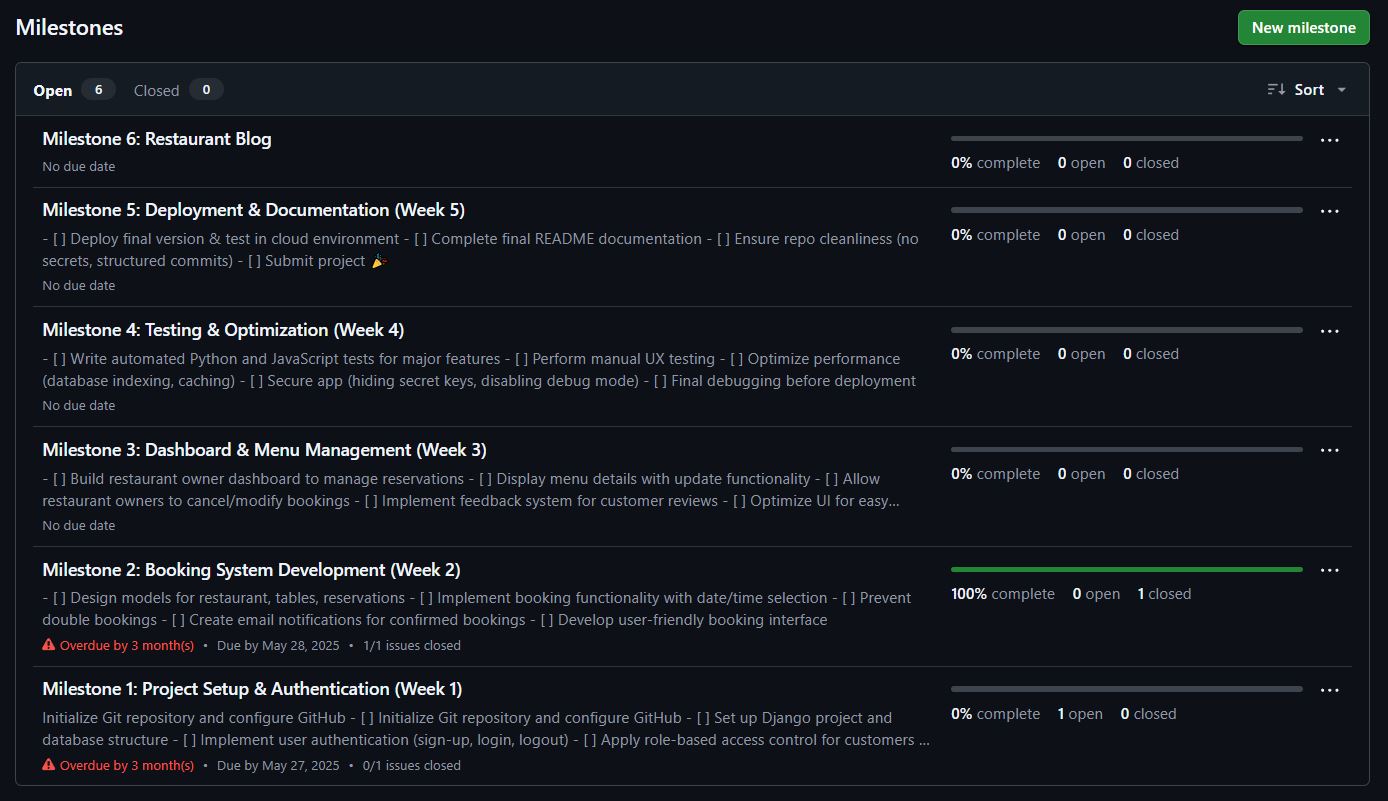 Milestones
New milestone
Open 6 Closed 0
Sort
Milestone 6: Restaurant Blog
No due date
0% complete 0 open 0 closed
Milestone 5: Deployment & Documentation (Week 5)
- [ ] Deploy final version & test in cloud environment - [ ] Complete final README documentation - [ ] Ensure repo cleanliness (no
secrets, structured commits) - [ ] Submit project 🎉
No due date
0% complete 0 open 0 closed
Milestone 4: Testing & Optimization (Week 4)
- [ ] Write automated Python and JavaScript tests for major features - [ ] Perform manual UX testing - [ ] Optimize performance
(database indexing, caching) - [ ] Secure app (hiding secret keys, disabling debug mode) - [ ] Final debugging before deployment
No due date
0% complete 0 open 0 closed
Milestone 3: Dashboard & Menu Management (Week 3)
- [ ] Build restaurant owner dashboard to manage reservations - [ ] Display menu details with update functionality - [ ] Allow
restaurant owners to cancel/modify bookings - [ ] Implement feedback system for customer reviews - [ ] Optimize UI for easy...
No due date
0% complete 0 open 0 closed
Milestone 2: Booking System Development (Week 2)
- [ ] Design models for restaurant, tables, reservations - [ ] Implement booking functionality with date/time selection - [ ] Prevent
double bookings - [ ] Create email notifications for confirmed bookings - [ ] Develop user-friendly booking interface
Overdue by 3 month(s) • Due by May 28, 2025 • 1/1 issues closed
100% complete 0 open 1 closed
Milestone 1: Project Setup & Authentication (Week 1)
Initialize Git repository and configure GitHub - [ ] Initialize Git repository and configure GitHub - [ ] Set up Django project and
database structure - [ ] Implement user authentication (sign-up, login, logout) - [ ] Apply role-based access control for customers ...
Overdue by 3 month(s) • Due by May 27, 2025 • 0/1 issues closed
0% complete 1 open 0 closed